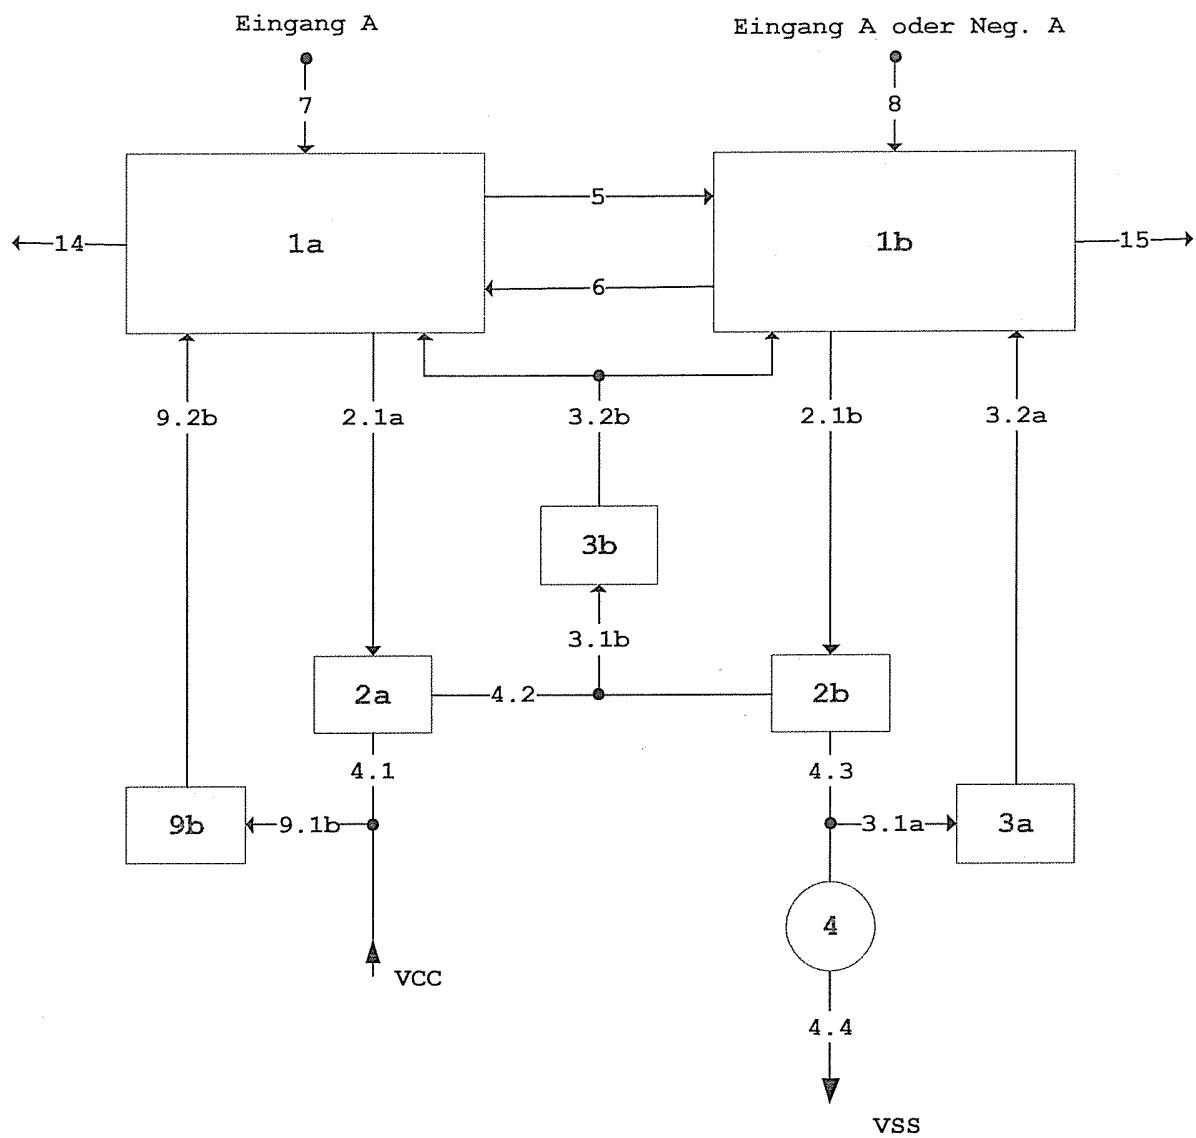 Eingang A
Eingang A oder Neg. A
7
8
5
14
1a
1b
15
6
9.2b
2.1a
3.2b
2.1b
3.2a
3b
3.1b
2a
4.2
2b
4.1
4.3
9b
9.1b
3.1a
3a
4
VCC
4.4
VSS